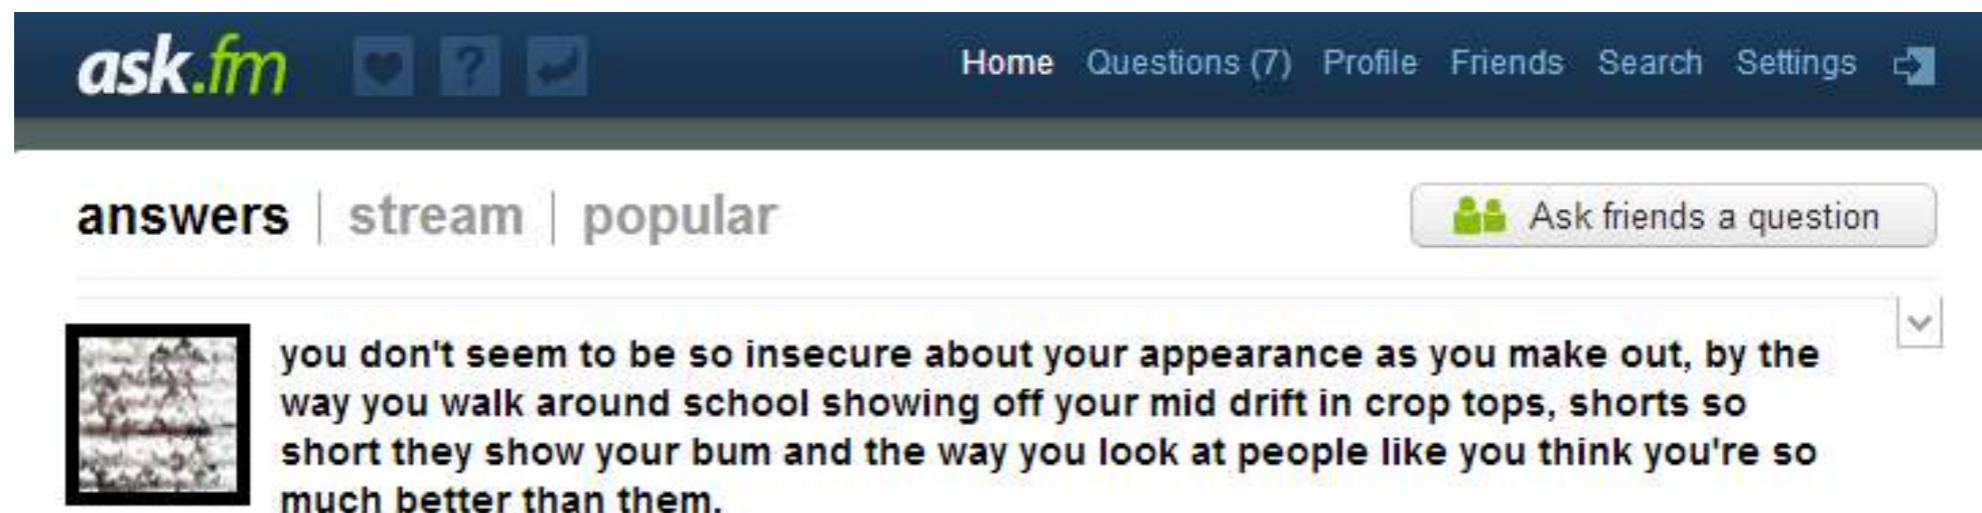 ask.fm Home Questions (7) Profile Friends Search Settings
answers stream popular Ask friends a question
you don't seem to be so insecure about your appearance as you make out, by the
way you walk around school showing off your mid drift in crop tops, shorts so
short they show your bum and the way you look at people like you think you're so
much better than them.